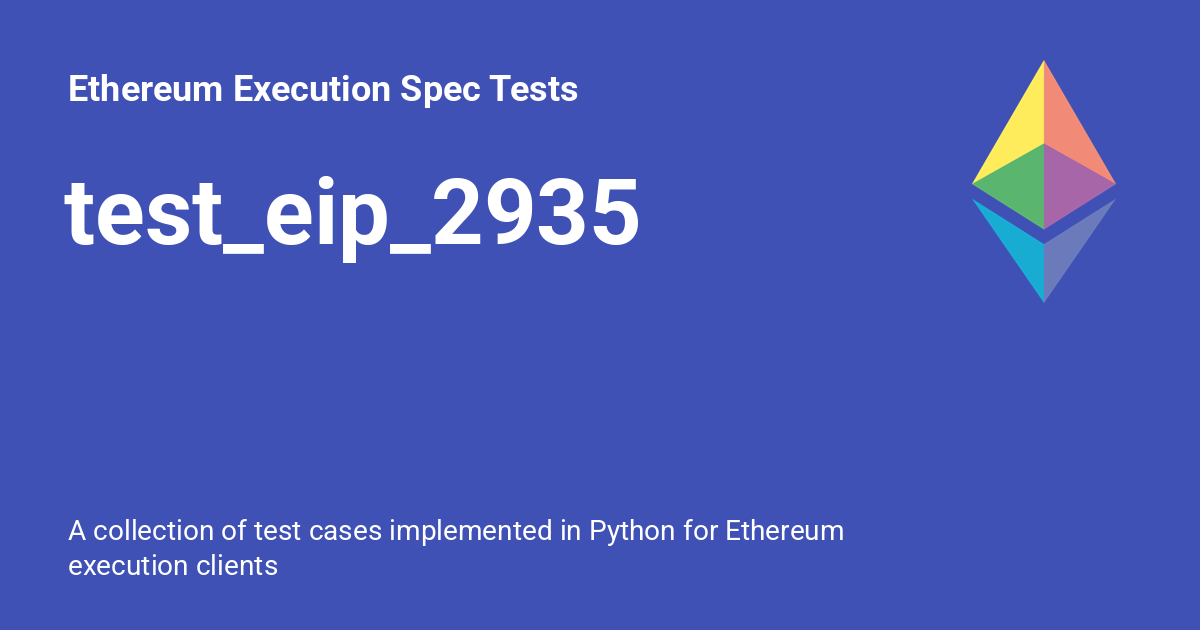 Ethereum Execution Spec Tests
test_eip_2935
A collection of test cases implemented in Python for Ethereum
execution clients